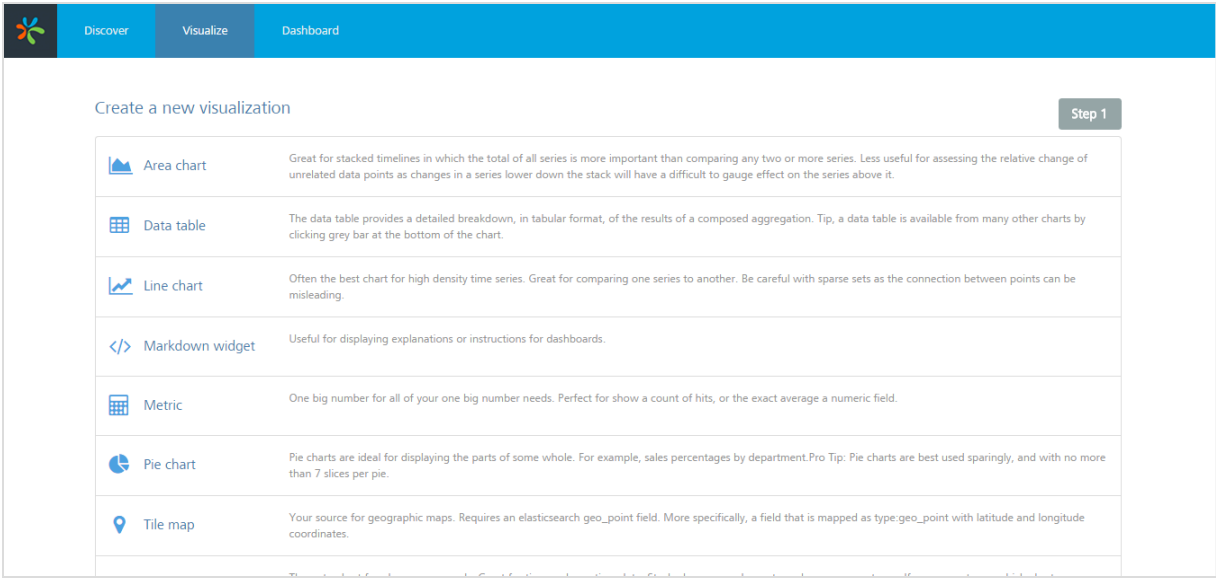 Discover
Visualize
Dashboard
Create a new visualization
Step 1
Area chart
Great for stacked timelines in which the total of all series is more important than comparing any two or more series. Less useful for assessing the relative change of
unrelated data points as changes in a series lower down the stack will have a difficult to gauge effect on the series above it.
Data table
The data table provides a detailed breakdown, in tabular format, of the results of a composed aggregation. Tip, a data table is available from many other charts by
clicking grey bar at the bottom of the chart.
Line chart
Often the best chart for high density time series. Great for comparing one series to another. Be careful with sparse sets as the connection between points can be
misleading.
Markdown widget
Useful for displaying explanations or instructions for dashboards.
Metric
One big number for all of your one big number needs. Perfect for show a count of hits, or the exact average a numeric field.
Pie chart
Pie charts are ideal for displaying the parts of some whole. For example, sales percentages by department.Pro Tip: Pie charts are best used sparingly, and with no more
than 7 slices per pie.
Tile map
Your source for geographic maps. Requires an elasticsearch geo_point field. More specifically, a field that is mapped as type:geo_point with latitude and longitude
coordinates.